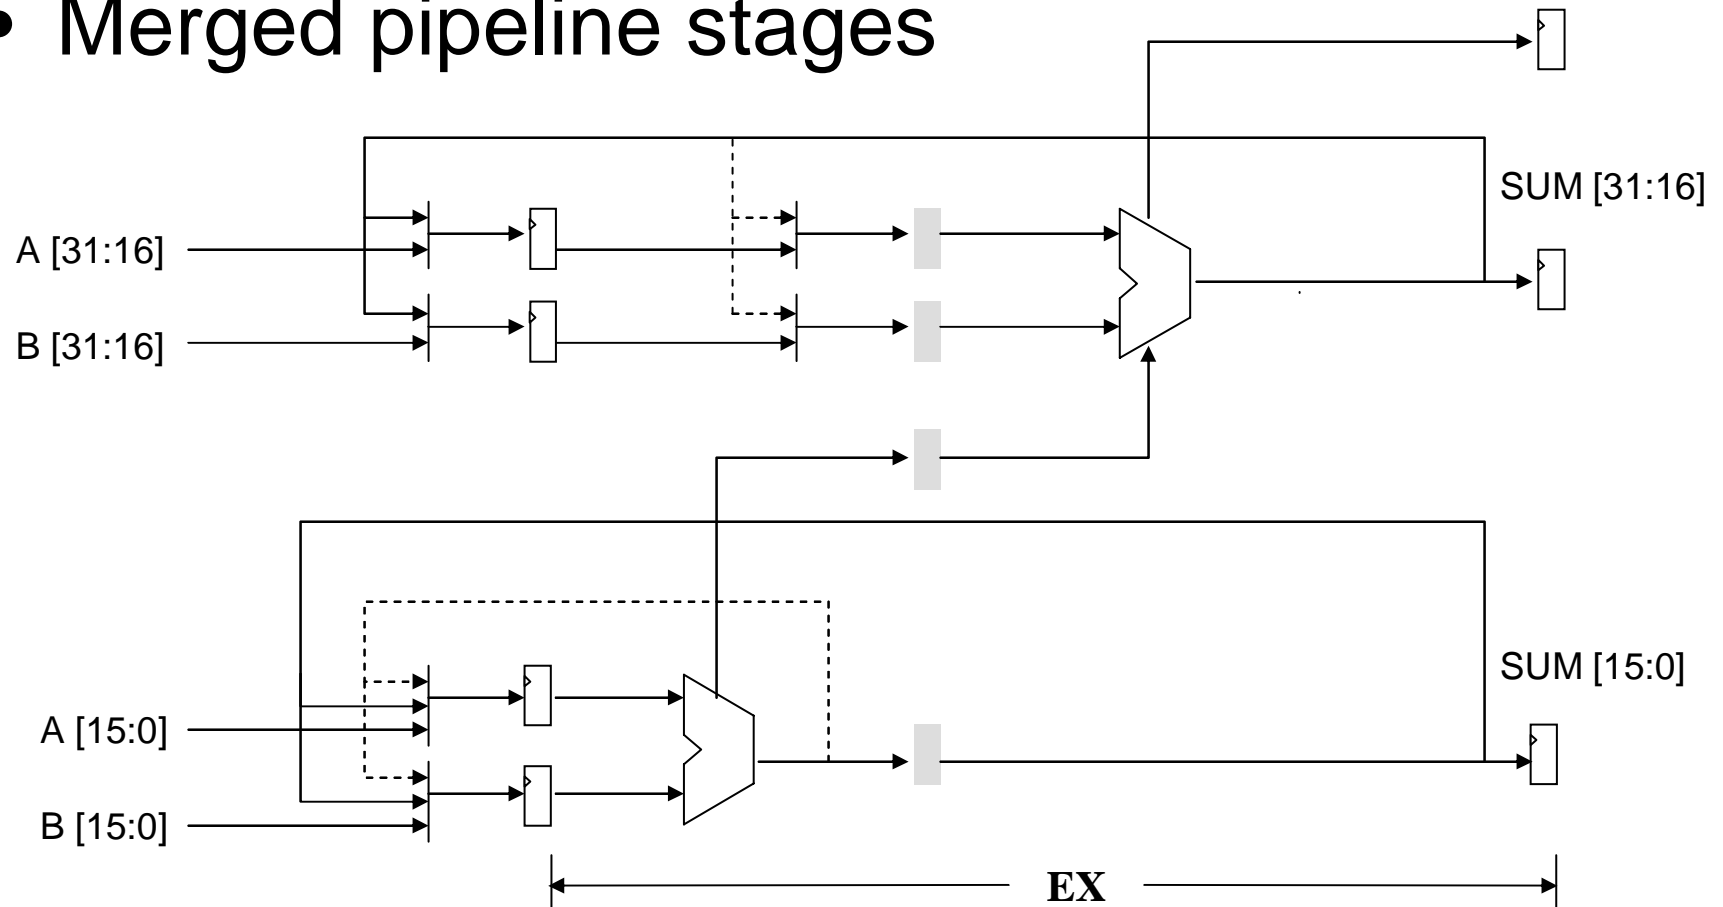 • Merged pipeline stages
SUM [31:16]
A [31:16]
B [31:16]
SUM [15:0]
A [15:0]
B [15:0]
EX